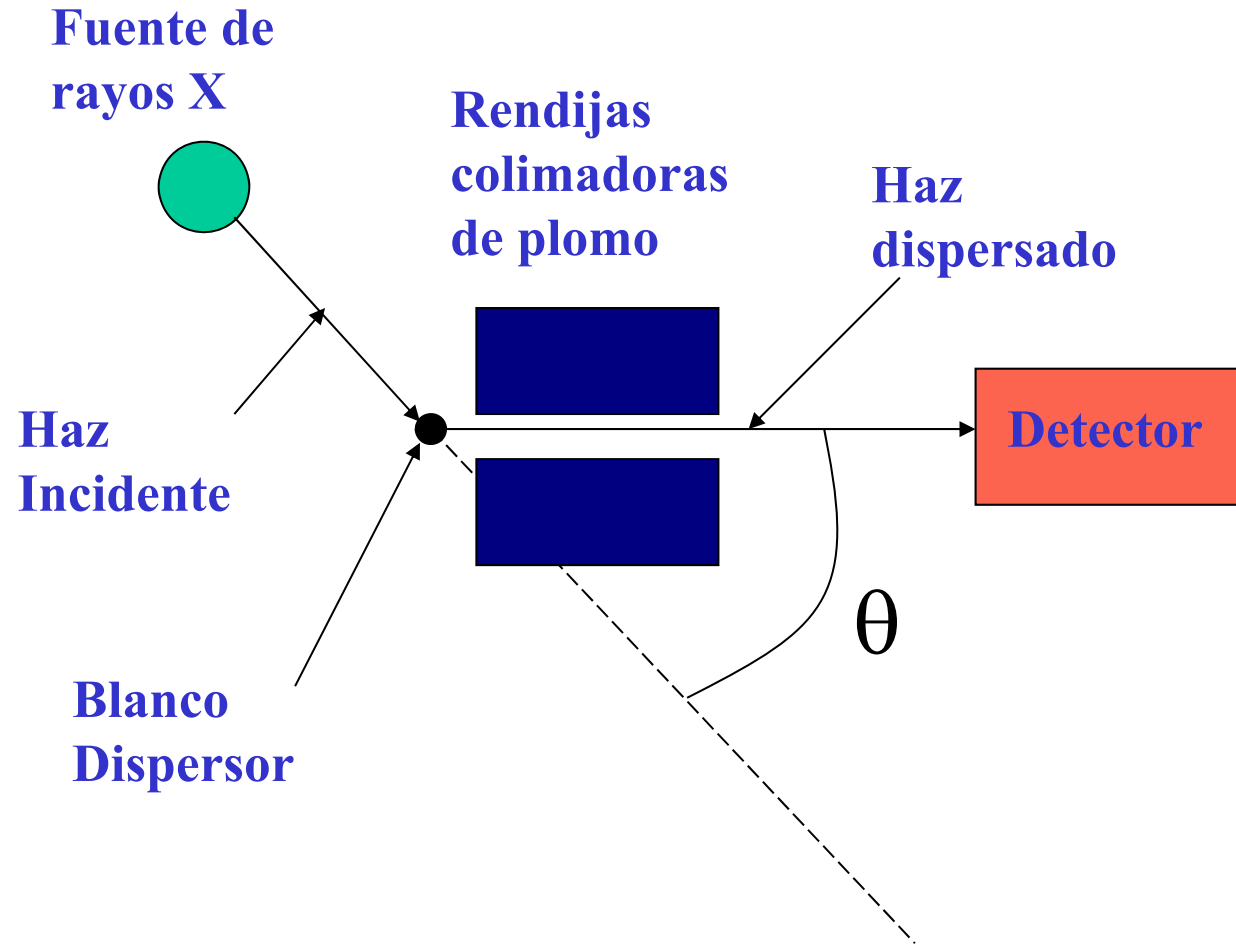 Fuente de
rayos X
Rendijas
colimadoras
de plomo
Haz
dispersado
Haz
Incidente
Detector
θ
Blanco
Dispersor